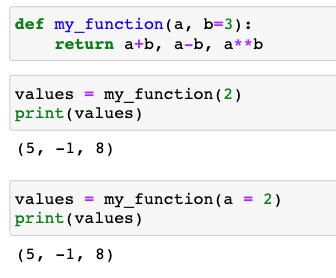 def my_function(a, b=3):
    return a+b, a-b, a**b
values = my_function(2)
print(values)
(5, -1, 8)
values = my_function(a = 2)
print(values)
(5, -1, 8)